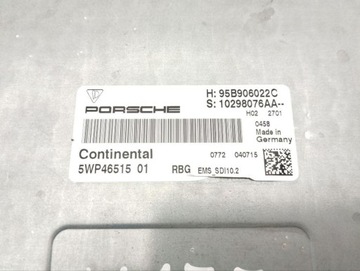 PORSCHE
H: 95B906022C
S: 10298076AA--
H02 2701
0458
Made in
Germany
Continental
0772 040715
5WP46515 01
RBG EMS_SDI10.2